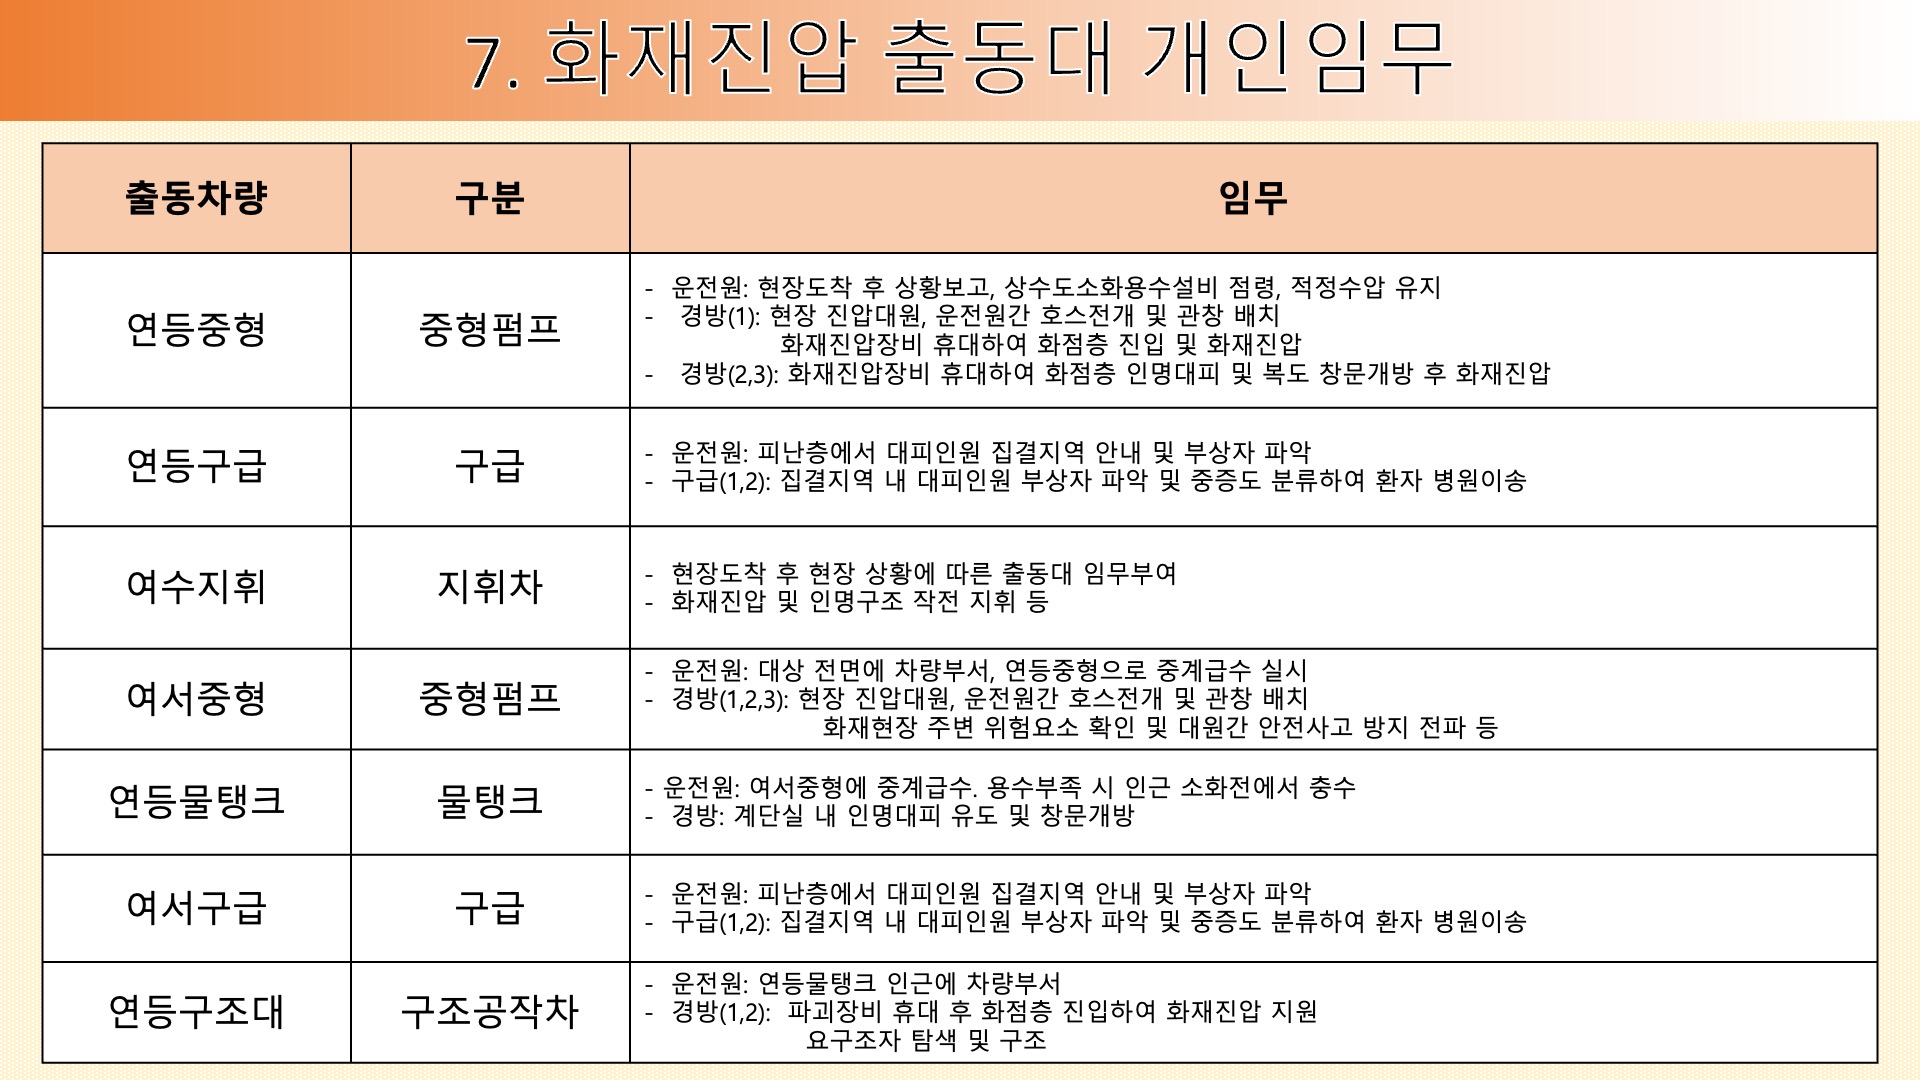 7. 화재진압 출동대 개인임무
출동차량
구분
임무
연등중형
중형펌프
- 운전원: 현장도착 후 상황보고, 상수도소화용수설비 점령, 적정수압 유지
- 경방(1): 현장 진압대원, 운전원간 호스전개 및 관창 배치
화재진압장비 휴대하여 화점층 진입 및 화재진압
- 경방(2,3): 화재진압장비 휴대하여 화점층 인명대피 및 복도 창문개방 후 화재진압
연등구급
구급
- 운전원: 피난층에서 대피인원 집결지역 안내 및 부상자 파악
- 구급(1,2): 집결지역 내 대피인원 부상자 파악 및 중증도 분류하여 환자 병원이송
여수지휘
지휘차
- 현장도착 후 현장 상황에 따른 출동대 임무부여
- 화재진압 및 인명구조 작전 지휘 등
여서중형
중형펌프
- 운전원: 대상 전면에 차량부서, 연등중형으로 중계급수 실시
- 경방(1,2,3): 현장 진압대원, 운전원간 호스전개 및 관창 배치
화재현장 주변 위험요소 확인 및 대원간 안전사고 방지 전파 등
연등물탱크
물탱크
- 운전원: 여서중형에 중계급수. 용수부족 시 인근 소화전에서 충수
- 경방: 계단실 내 인명대피 유도 및 창문개방
여서구급
구급
- 운전원: 피난층에서 대피인원 집결지역 안내 및 부상자 파악
- 구급(1,2): 집결지역 내 대피인원 부상자 파악 및 중증도 분류하여 환자 병원이송
연등구조대
구조공작차
- 운전원: 연등물탱크 인근에 차량부서
- 경방(1,2): 파괴장비 휴대 후 화점층 진입하여 화재진압 지원
요구조자 탐색 및 구조